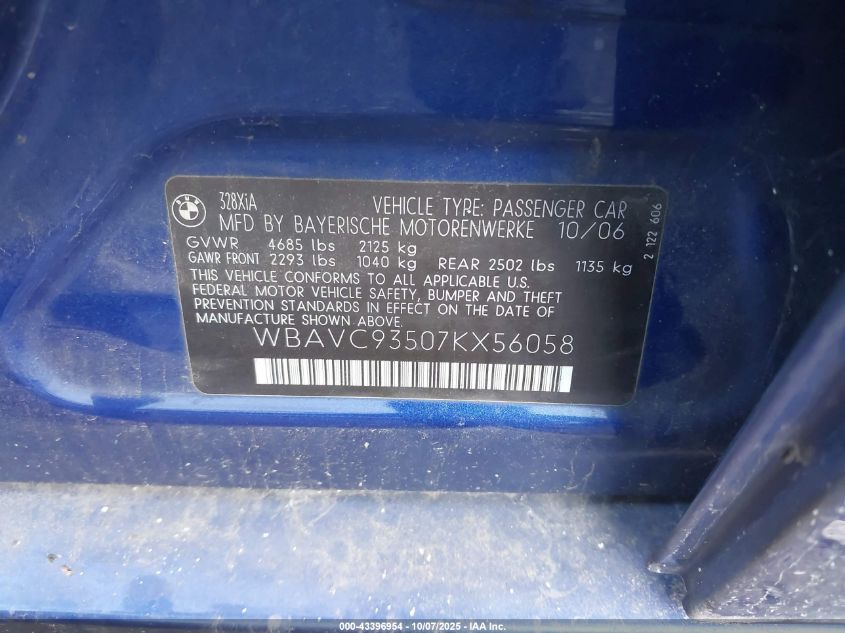 BMW
328XiA VEHICLE TYPE: PASSENGER CAR
MFD BY BAYERISCHE MOTORENWERKE 10/06
GVWR 4685 lbs 2125 kg
GAWR FRONT 2293 lbs 1040 kg REAR 2502 lbs 1135 kg
THIS VEHICLE CONFORMS TO ALL APPLICABLE U.S.
FEDERAL MOTOR VEHICLE SAFETY, BUMPER AND THEFT
PREVENTION STANDARDS IN EFFECT ON THE DATE OF
MANUFACTURE SHOWN ABOVE.
WBAVC93507KX56058
2 122 606
000-43396954 - 10/07/2025 - IAA Inc.